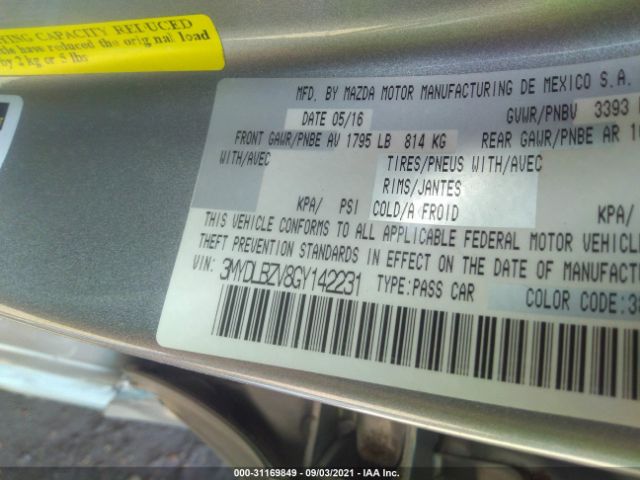 ING CAPACITY REDUCED
have reduced the original load
by 2 kg or 5 lbs
MFD. BY MAZDA MOTOR MANUFACTURING DE MEXICO S.A.
DATE 05/16 GVWR/PNBV 3393
FRONT GAWR/PNBE AV 1795 LB 814 KG REAR GAWR/PNBE AR
WITH/AVEC TIRES/PNEUS WITH/AVEC
RIMS/JANTES
KPA/ PSI COLD/A FROID KPA/
THIS VEHICLE CONFORMS TO ALL APPLICABLE FEDERAL MOTOR VEHICLE
THEFT PREVENTION STANDARDS IN EFFECT ON THE DATE OF MANUFA
VIN: 3MYDLBZV8GY142231 TYPE:PASS CAR COLOR CODE:
000-31169849 - 09/03/2021 - IAA Inc.